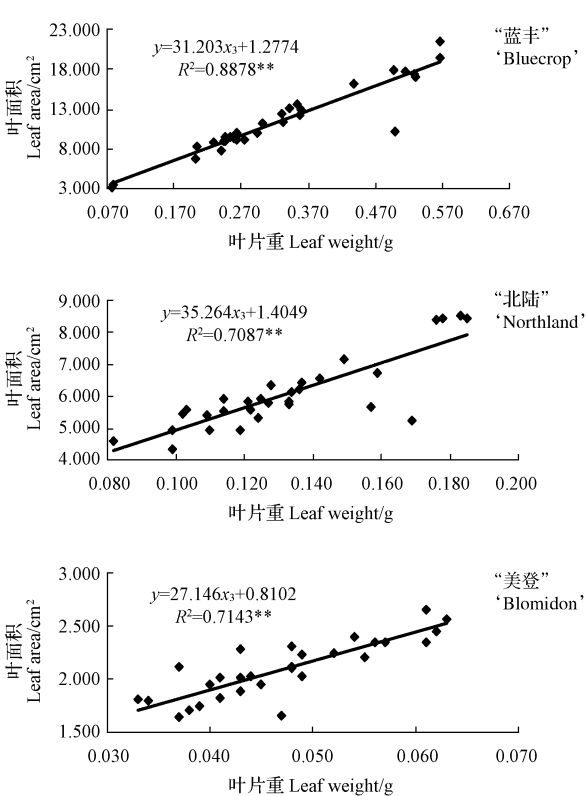 23.000
18.000
13.000
8.000
3.000
叶面积
Leaf area/cm²
y=31.203x₃+1.2774
R²=0.8878**
“蓝丰”
‘Bluecrop’
0.070 0.170 0.270 0.370 0.470 0.570 0.670
叶片重 Leaf weight/g
9.000
8.000
7.000
6.000
5.000
4.000
叶面积
Leaf area/cm²
y=35.264x₃+1.4049
R²=0.7087**
“北陆”
‘Northland’
0.080 0.100 0.120 0.140 0.160 0.180 0.200
叶片重 Leaf weight/g
3.000
2.500
2.000
1.500
叶面积
Leaf area/cm²
y=27.146x₃+0.8102
R²=0.7143**
“美登”
‘Blomidon’
0.030 0.040 0.050 0.060 0.070
叶片重 Leaf weight/g